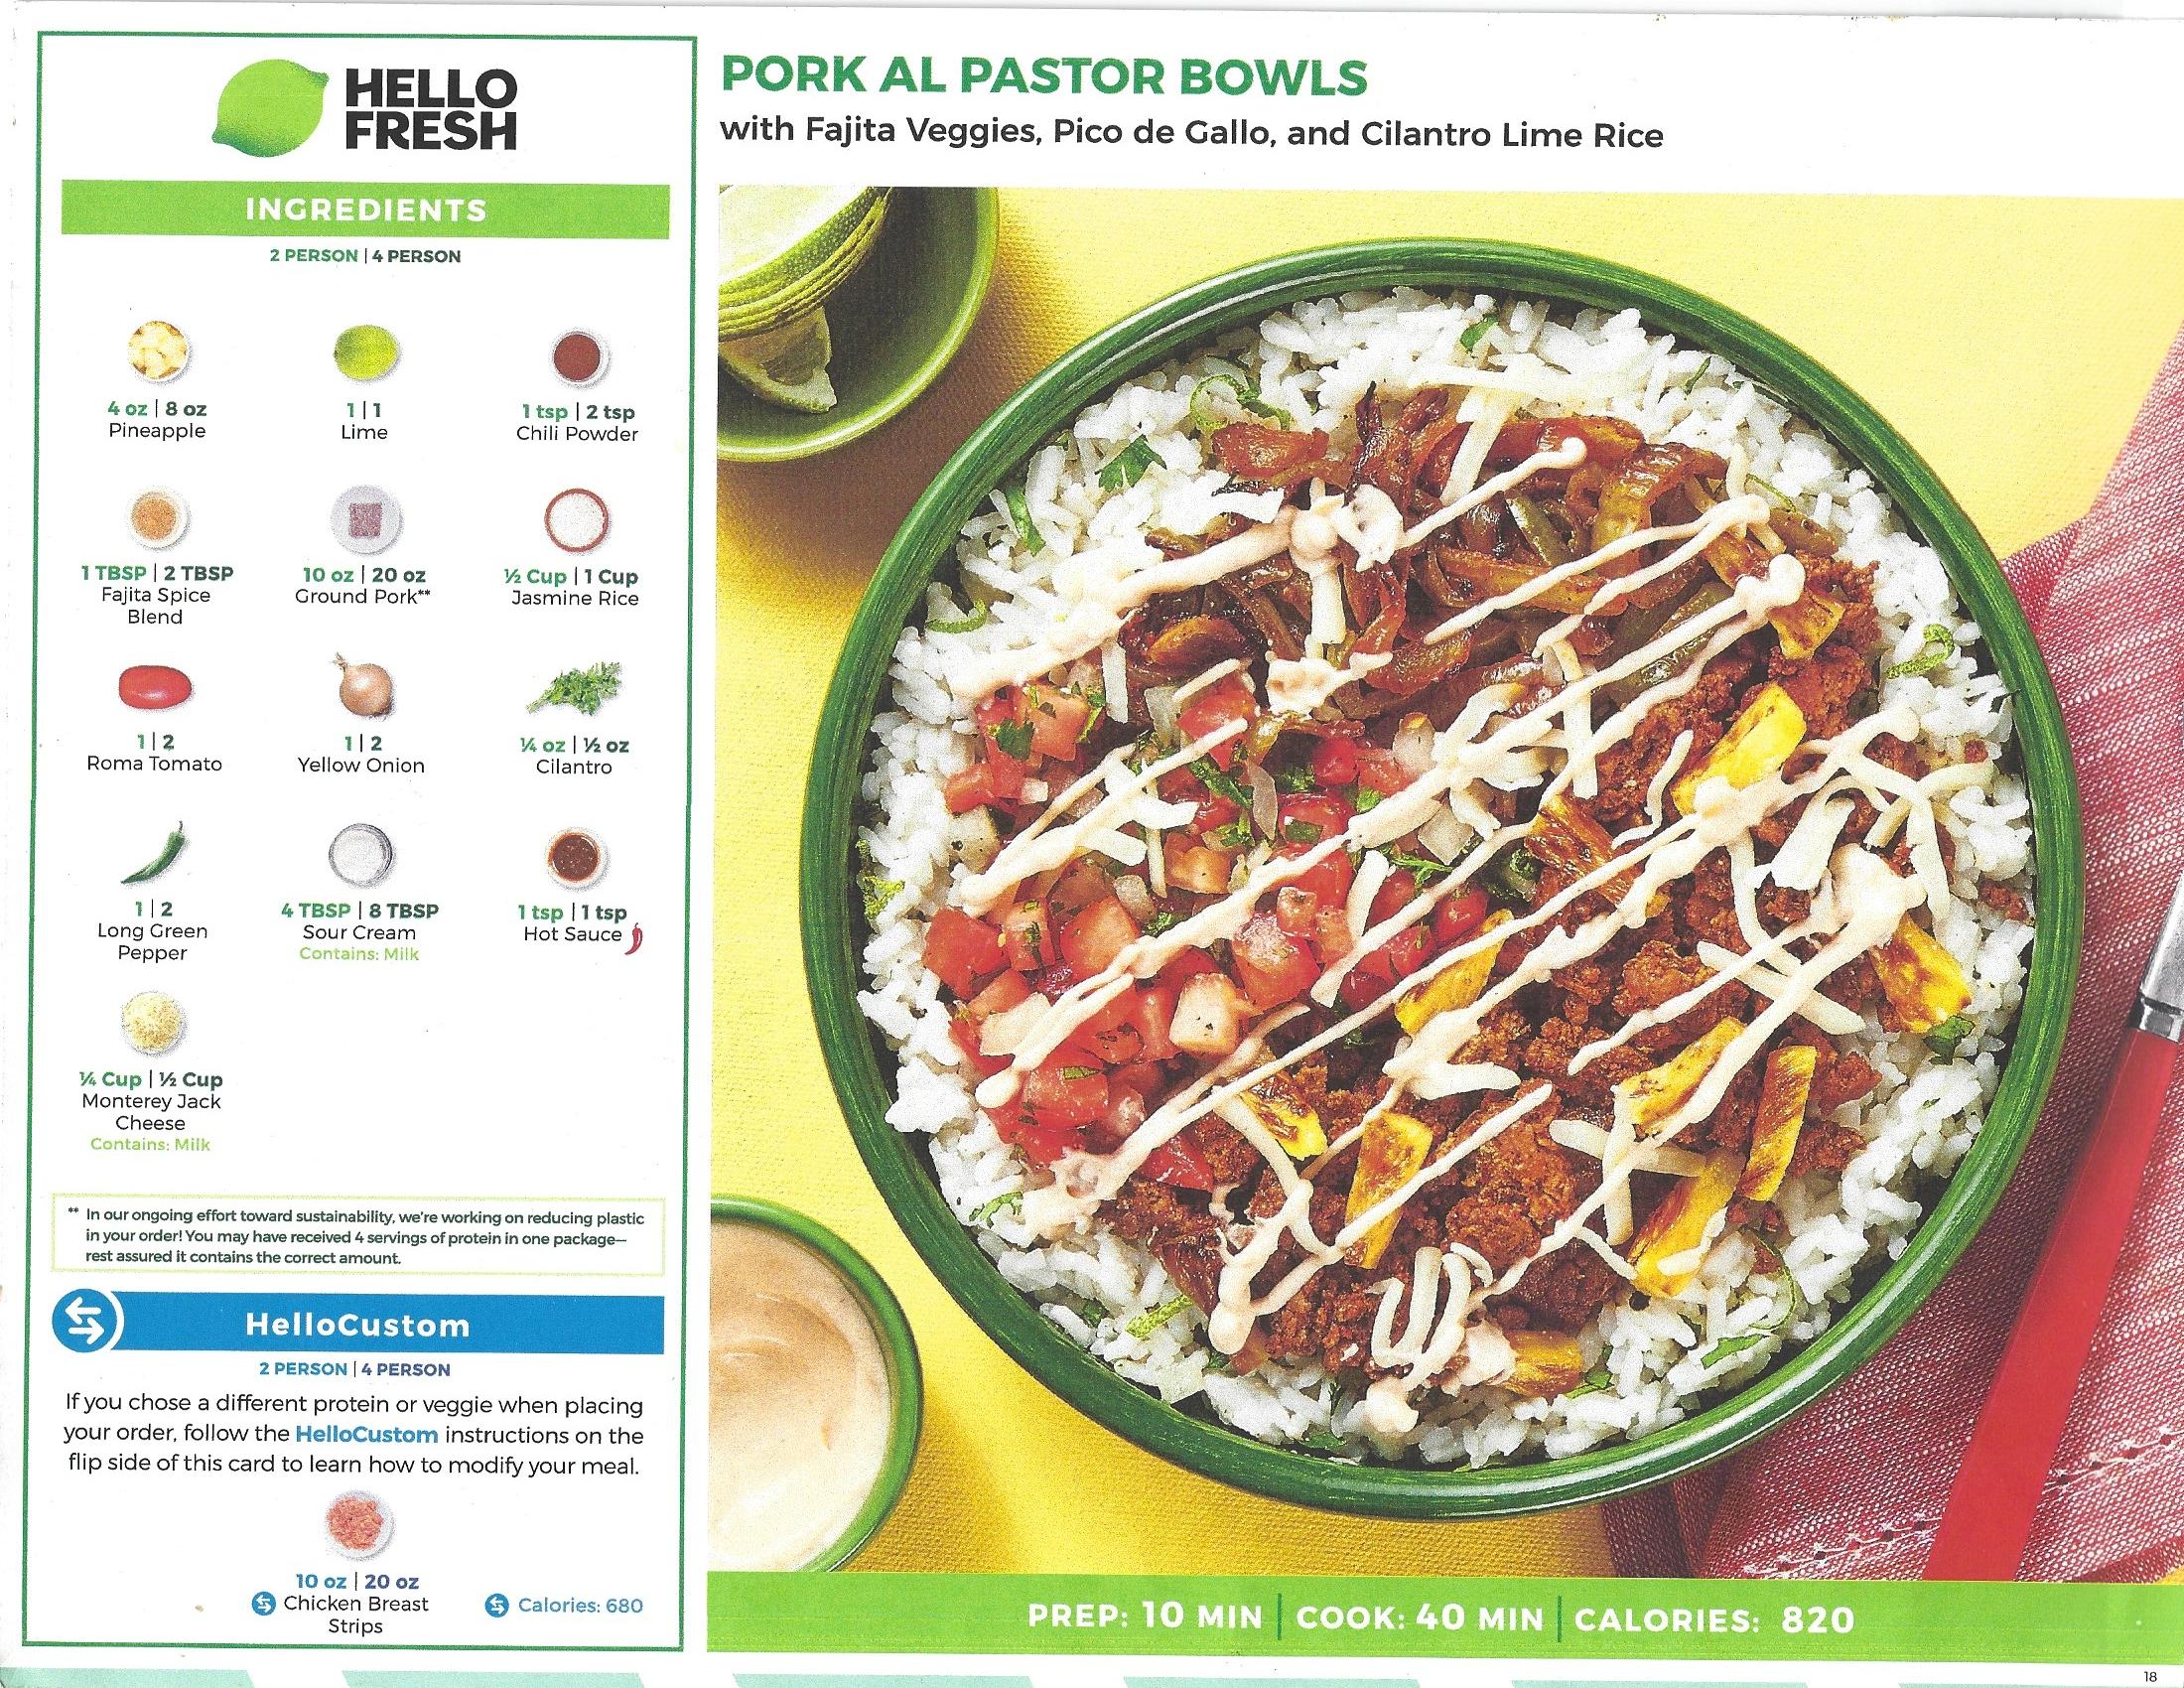 HELLO
FRESH
INGREDIENTS
2 PERSON | 4 PERSON
4 oz | 8 oz
Pineapple
1 | 1
Lime
1 tsp | 2 tsp
Chili Powder
1 TBSP | 2 TBSP
Fajita Spice
Blend
10 oz | 20 oz
Ground Pork**
½ Cup | 1 Cup
Jasmine Rice
1 | 2
Roma Tomato
1 | 2
Yellow Onion
¼ oz | ½ oz
Cilantro
1 | 2
Long Green
Pepper
4 TBSP | 8 TBSP
Sour Cream
Contains: Milk
1 tsp | 1 tsp
Hot Sauce
¼ Cup | ½ Cup
Monterey Jack
Cheese
Contains: Milk
** In our ongoing effort toward sustainability, we're working on reducing plastic
in your order! You may have received 4 servings of protein in one package—
rest assured it contains the correct amount.
HelloCustom
2 PERSON | 4 PERSON
If you chose a different protein or veggie when placing
your order, follow the HelloCustom instructions on the
flip side of this card to learn how to modify your meal.
10 oz | 20 oz
Chicken Breast
Strips
Calories: 680
PORK AL PASTOR BOWLS
with Fajita Veggies, Pico de Gallo, and Cilantro Lime Rice
PREP: 10 MIN | COOK: 40 MIN | CALORIES: 820
18